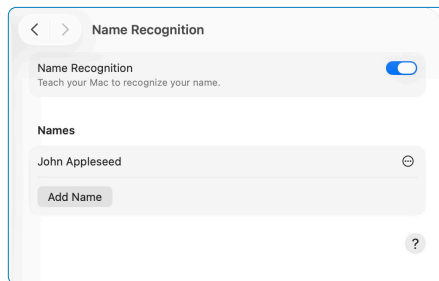 Name Recognition
Name Recognition
Teach your Mac to recognize your name.
Names
John Appleseed
Add Name
?